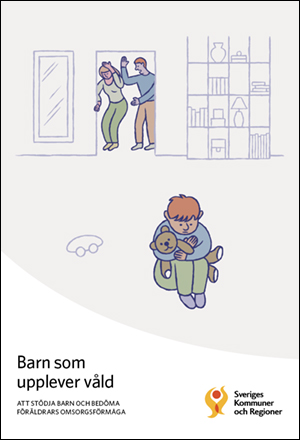 Barn som
upplever våld
ATT STÖDJA BARN OCH BEDÖMA
FÖRÄLDRARS OMSORGSFÖRMÅGA
Sveriges
Kommuner
och Regioner